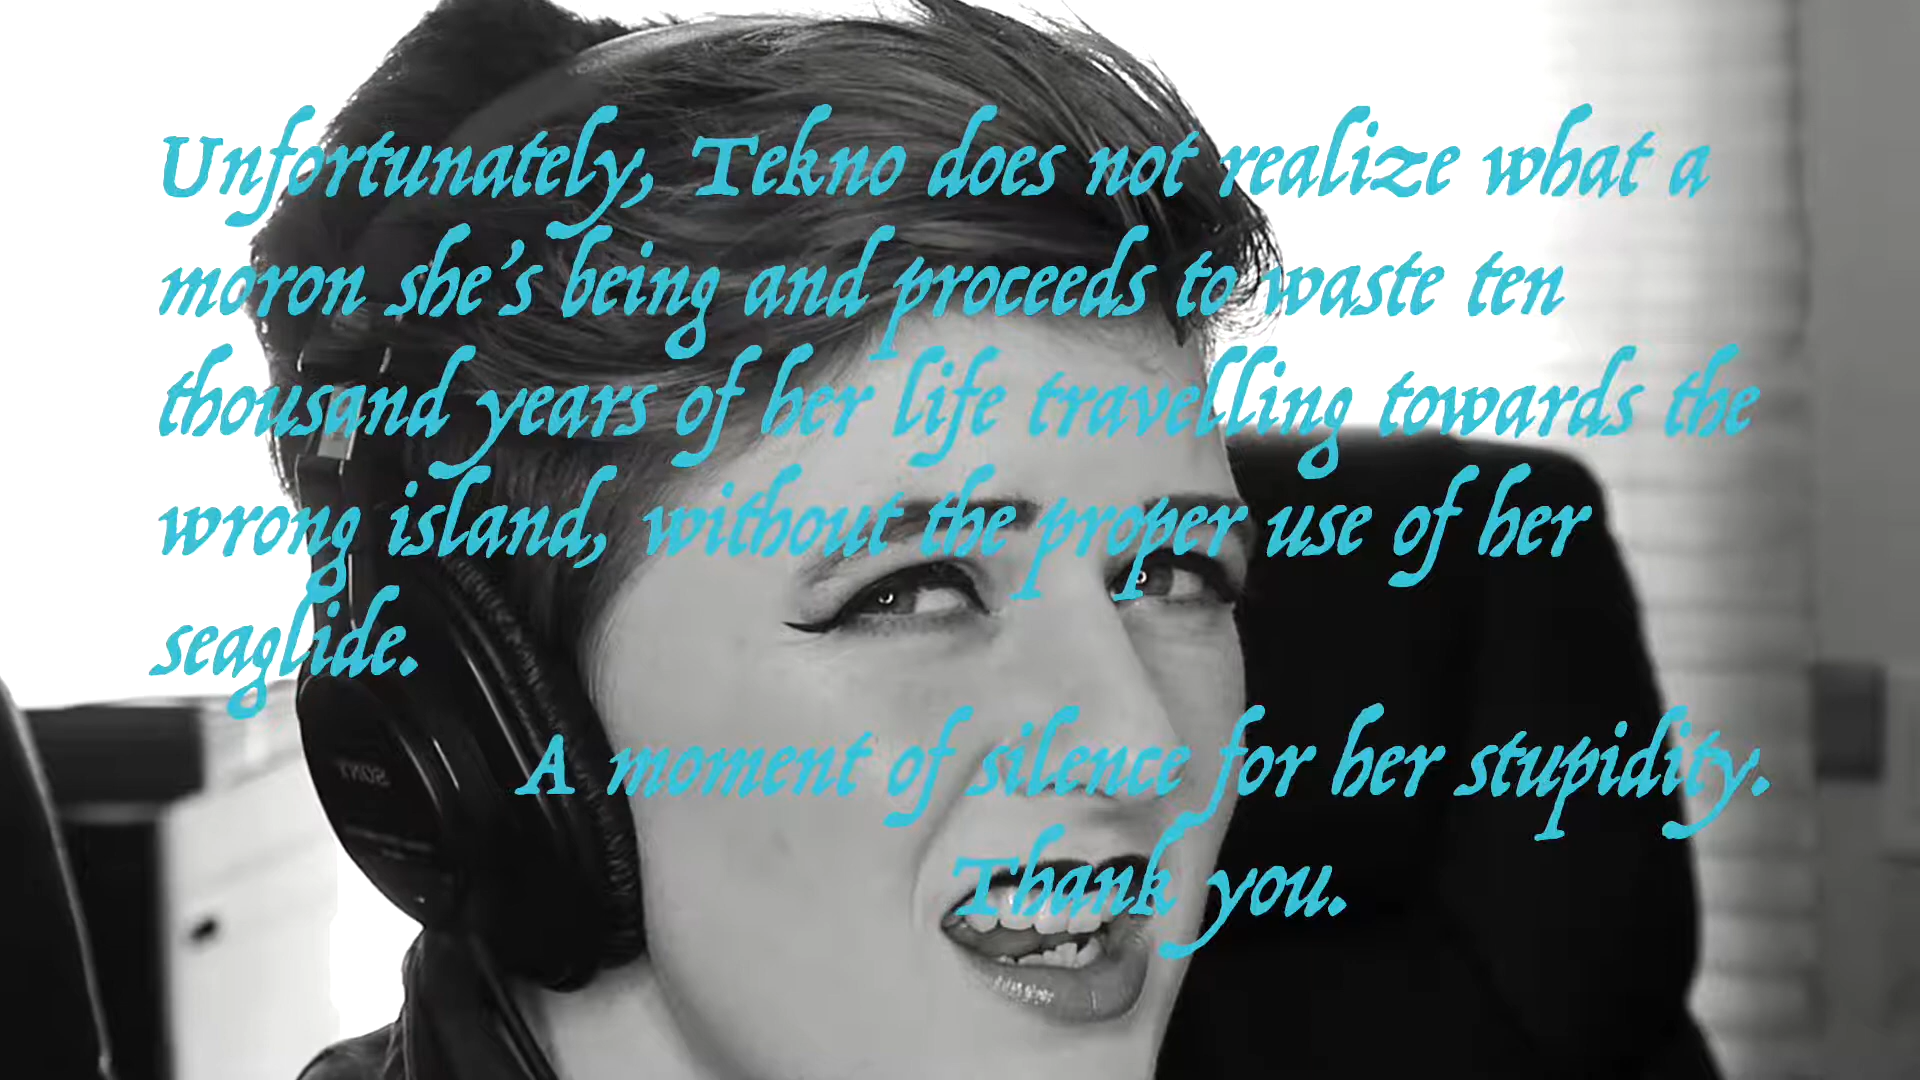 Unfortunately, Tekno does not realize what a
moron she's being and proceeds to waste ten
thousand years of her life travelling towards the
wrong island, without the proper use of her
seaglide.
A moment of silence for her stupidity.
Thank you.
SONY